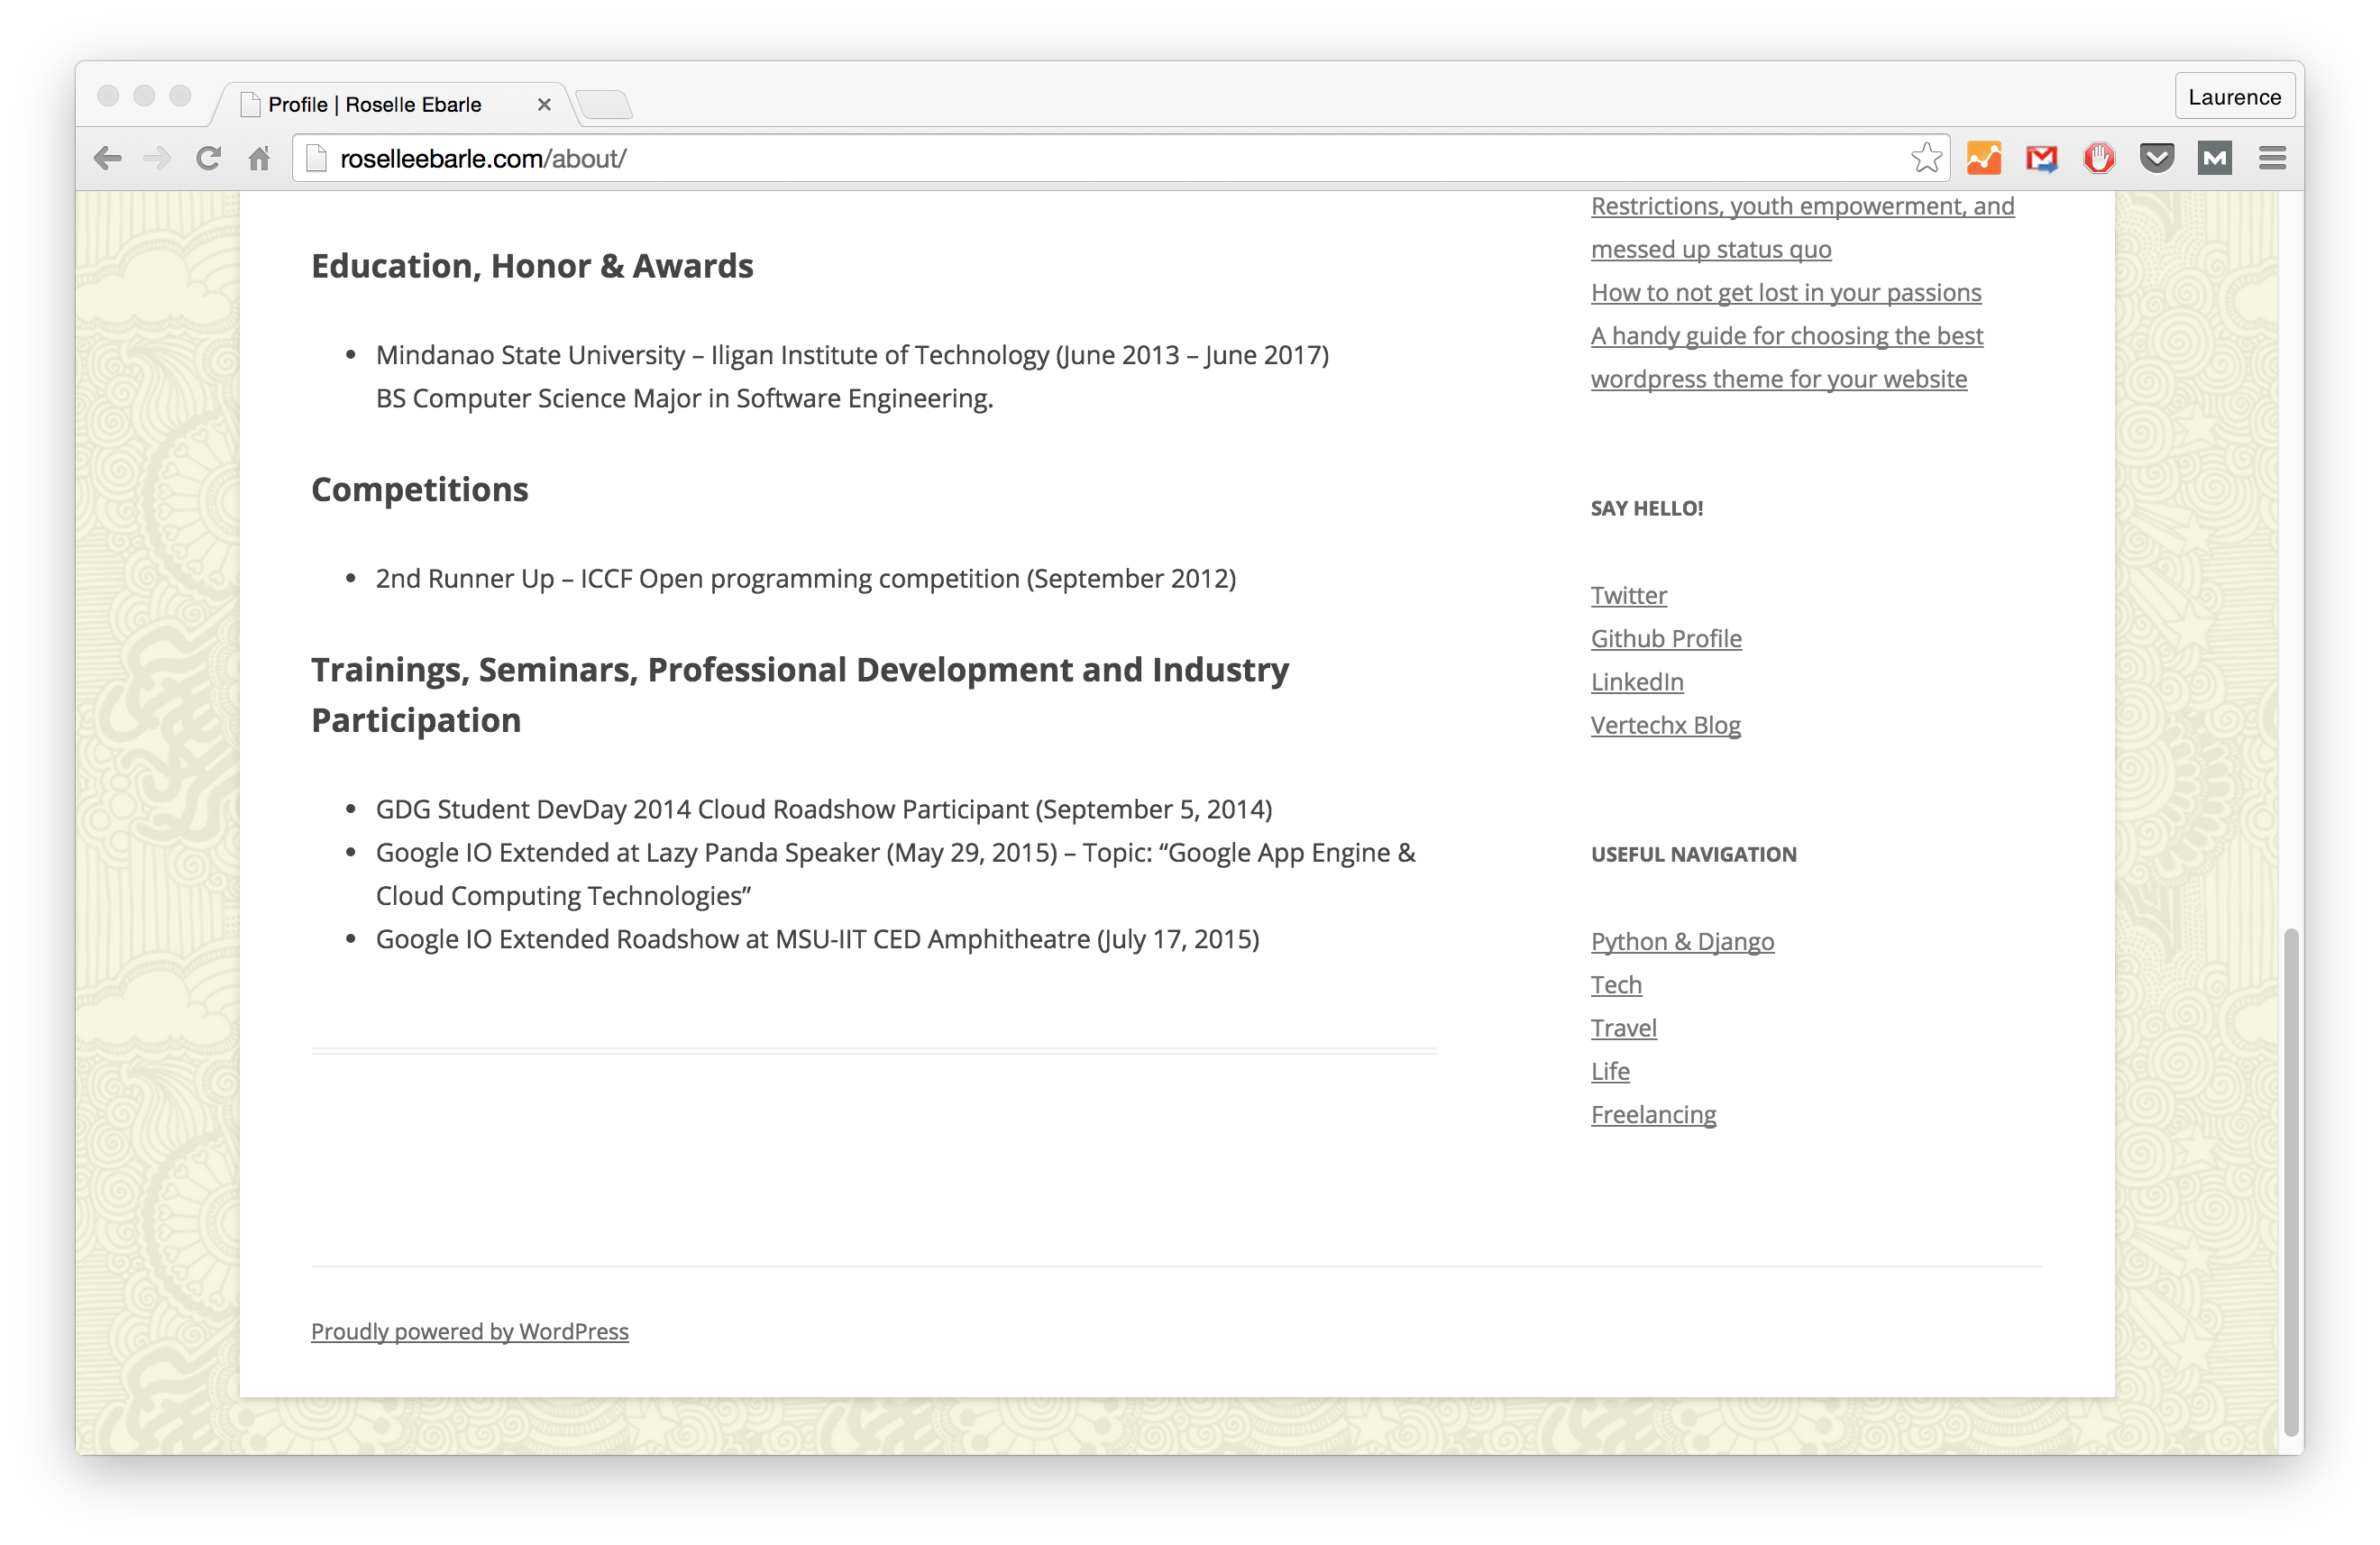 Profile | Roselle Ebarle
Laurence
roselleebarle.com/about/
Education, Honor & Awards
• Mindanao State University – Iligan Institute of Technology (June 2013 – June 2017)
BS Computer Science Major in Software Engineering.
Competitions
• 2nd Runner Up – ICCF Open programming competition (September 2012)
Trainings, Seminars, Professional Development and Industry
Participation
• GDG Student DevDay 2014 Cloud Roadshow Participant (September 5, 2014)
• Google IO Extended at Lazy Panda Speaker (May 29, 2015) – Topic: “Google App Engine &
Cloud Computing Technologies”
• Google IO Extended Roadshow at MSU-IIT CED Amphitheatre (July 17, 2015)
Restrictions, youth empowerment, and
messed up status quo
How to not get lost in your passions
A handy guide for choosing the best
wordpress theme for your website
SAY HELLO!
Twitter
Github Profile
LinkedIn
Vertechx Blog
USEFUL NAVIGATION
Python & Django
Tech
Travel
Life
Freelancing
Proudly powered by WordPress